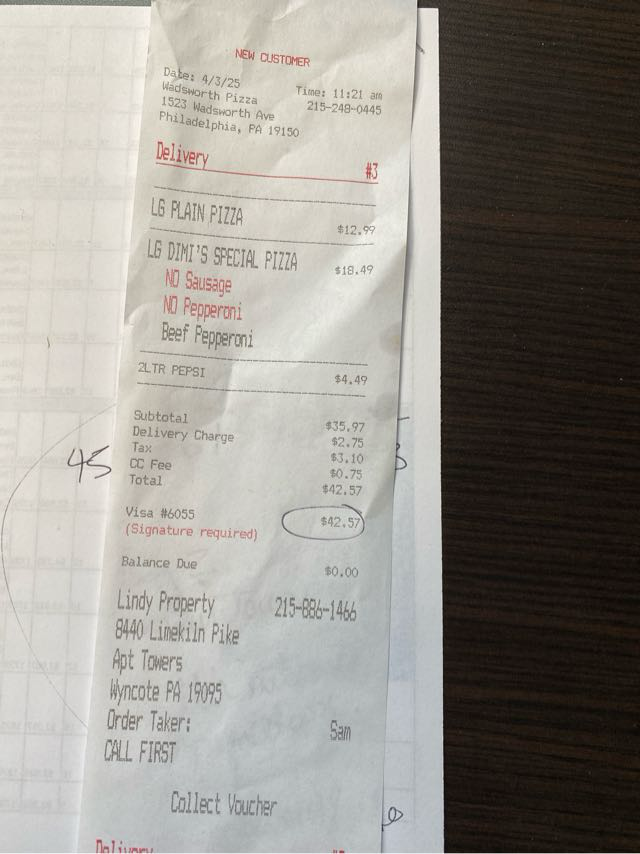 NEW CUSTOMER
Date: 4/3/25 Time: 11:21 am
Wadsworth Pizza 215-248-0445
1523 Wadsworth Ave
Philadelphia, PA 19150
Delivery #3
LG PLAIN PIZZA $12.99
LG DIMI'S SPECIAL PIZZA $18.49
NO Sausage
NO Pepperoni
Beef Pepperoni
2LTR PEPSI $4.49
Subtotal $35.97
Delivery Charge $2.75
Tax $3.10
CC Fee $0.75
Total $42.57
45
Visa #6055 $42.57
(Signature required)
Balance Due $0.00
Lindy Property 215-886-1466
8440 Limekiln Pike
Apt Towers
Wyncote PA 19095
Order Taker: Sam
CALL FIRST
Collect Voucher
Delivery